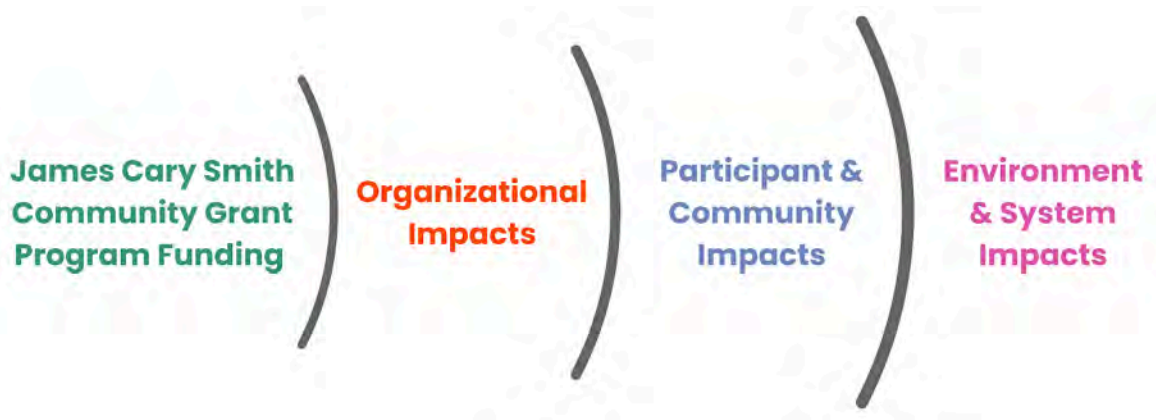 James Cary Smith
Community Grant
Program Funding
Organizational
Impacts
Participant &
Community
Impacts
Environment
& System
Impacts